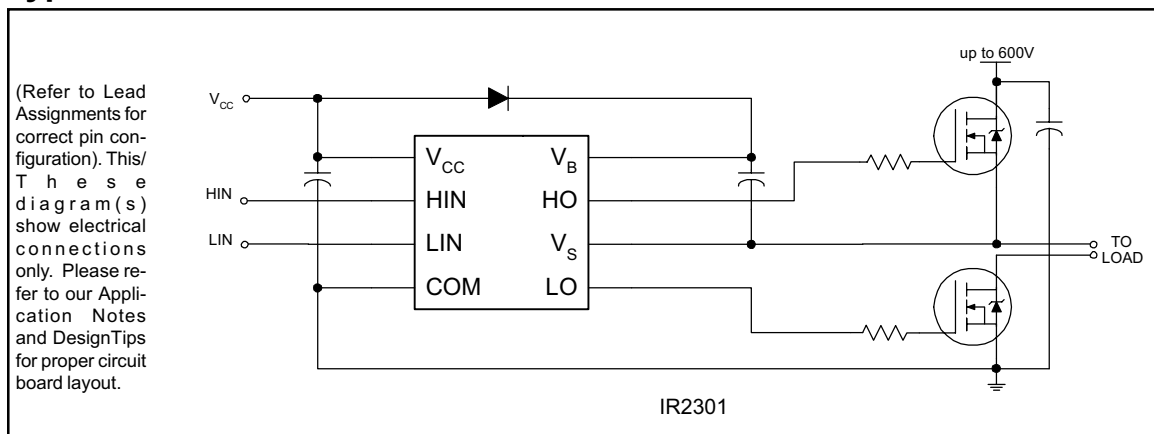 (Refer to Lead
Assignments for
correct pin con-
figuration). This/
These
diagram(s)
show electrical
connections
only. Please re-
fer to our Appli-
cation Notes
and DesignTips
for proper circuit
board layout.
up to 600V
VCC
VCC
VB
HIN
HIN
HO
LIN
LIN
VS
TO
LOAD
COM
LO
IR2301